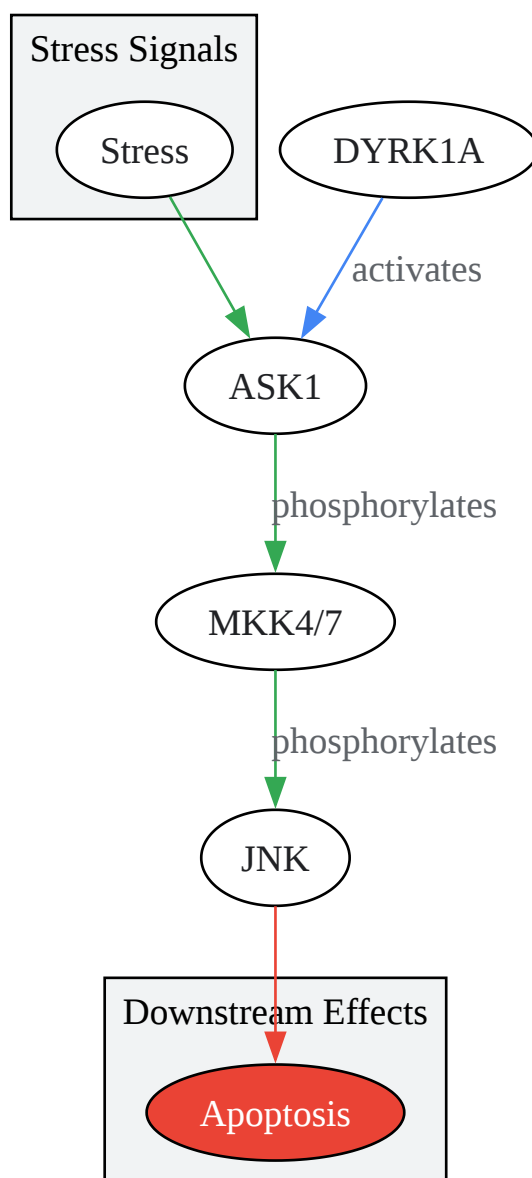 Stress Signals
Stress
DYRK1A
activates
ASK1
phosphorylates
MKK4/7
phosphorylates
JNK
Downstream Effects
Apoptosis